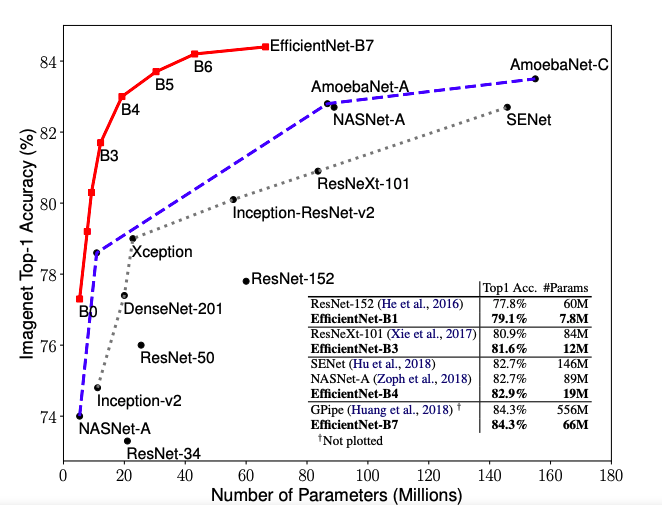 EfficientNet-B7
84
B6
AmoebaNet-C
B5
AmoebaNet-A
B4
NASNet-A
SENet
82
B3
ResNeXt-101
80
Inception-ResNet-v2
Xception
78
ResNet-152
B0
DenseNet-201
76
ResNet-50
Inception-v2
74
NASNet-A
ResNet-34
Imagenet Top-1 Accuracy (%)
Top1 Acc. #Params
ResNet-152 (He et al., 2016) 77.8% 60M
EfficientNet-B1 79.1% 7.8M
ResNeXt-101 (Xie et al., 2017) 80.9% 84M
EfficientNet-B3 81.6% 12M
SENet (Hu et al., 2018) 82.7% 146M
NASNet-A (Zoph et al., 2018) 82.7% 89M
EfficientNet-B4 82.9% 19M
GPipe (Huang et al., 2018) † 84.3% 556M
EfficientNet-B7 84.3% 66M
†Not plotted
0 20 40 60 80 100 120 140 160 180
Number of Parameters (Millions)